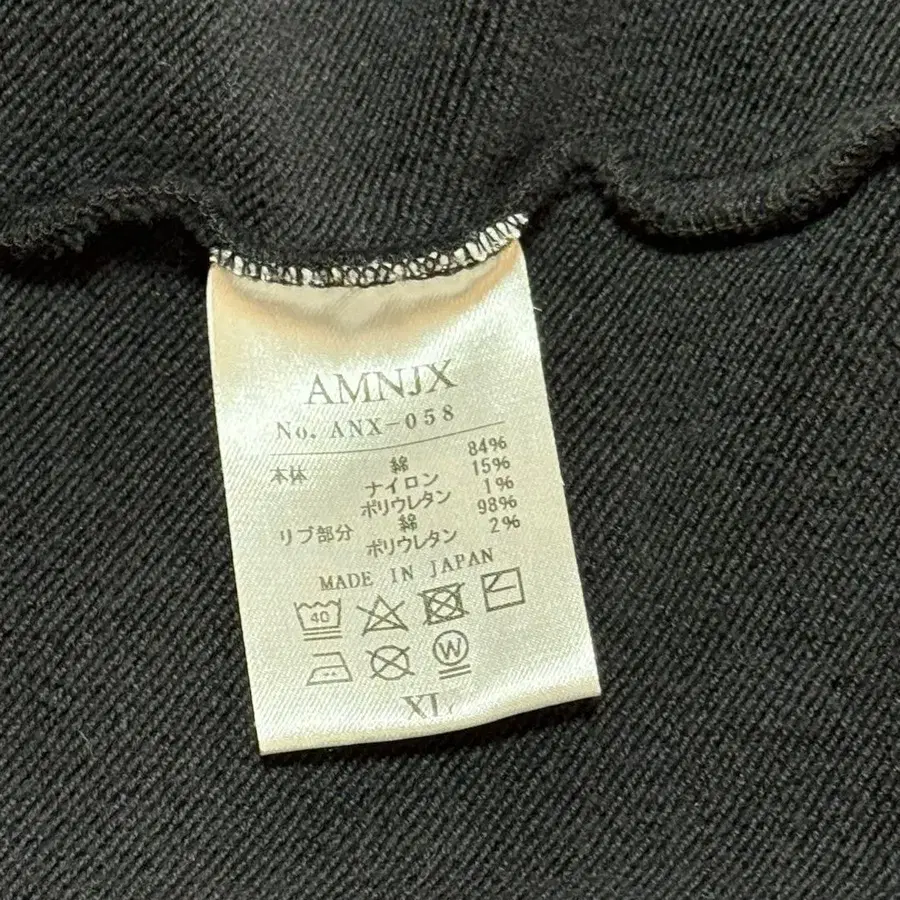 AMNJX
No. ANX-058
本体 綿 84%
ナイロン 15%
ポリウレタン 1%
リブ部分 綿 98%
ポリウレタン 2%
MADE IN JAPAN
40
W
XL